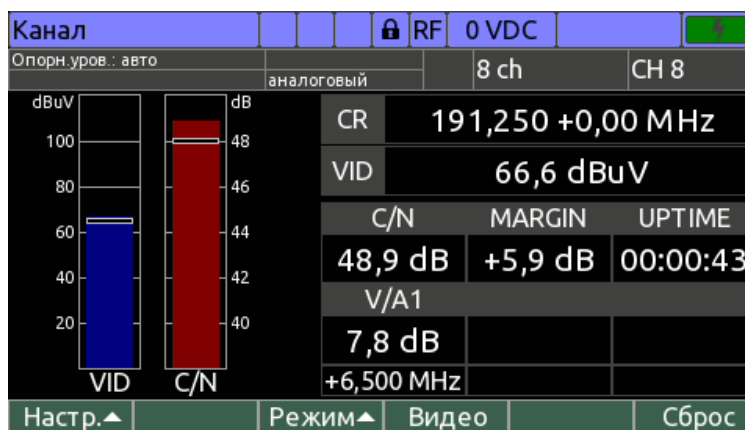 Канал RF 0 VDC
Опорн.уров.: авто
аналоговый 8 ch CH 8
dBuV dB
100 48
80 46
60 44
40 42
20 40
VID C/N
CR 191,250 +0,00 MHz
VID 66,6 dBuV
C/N MARGIN UPTIME
48,9 dB +5,9 dB 00:00:43
V/A1
7,8 dB
+6,500 MHz
Настр. Режим Видео Сброс